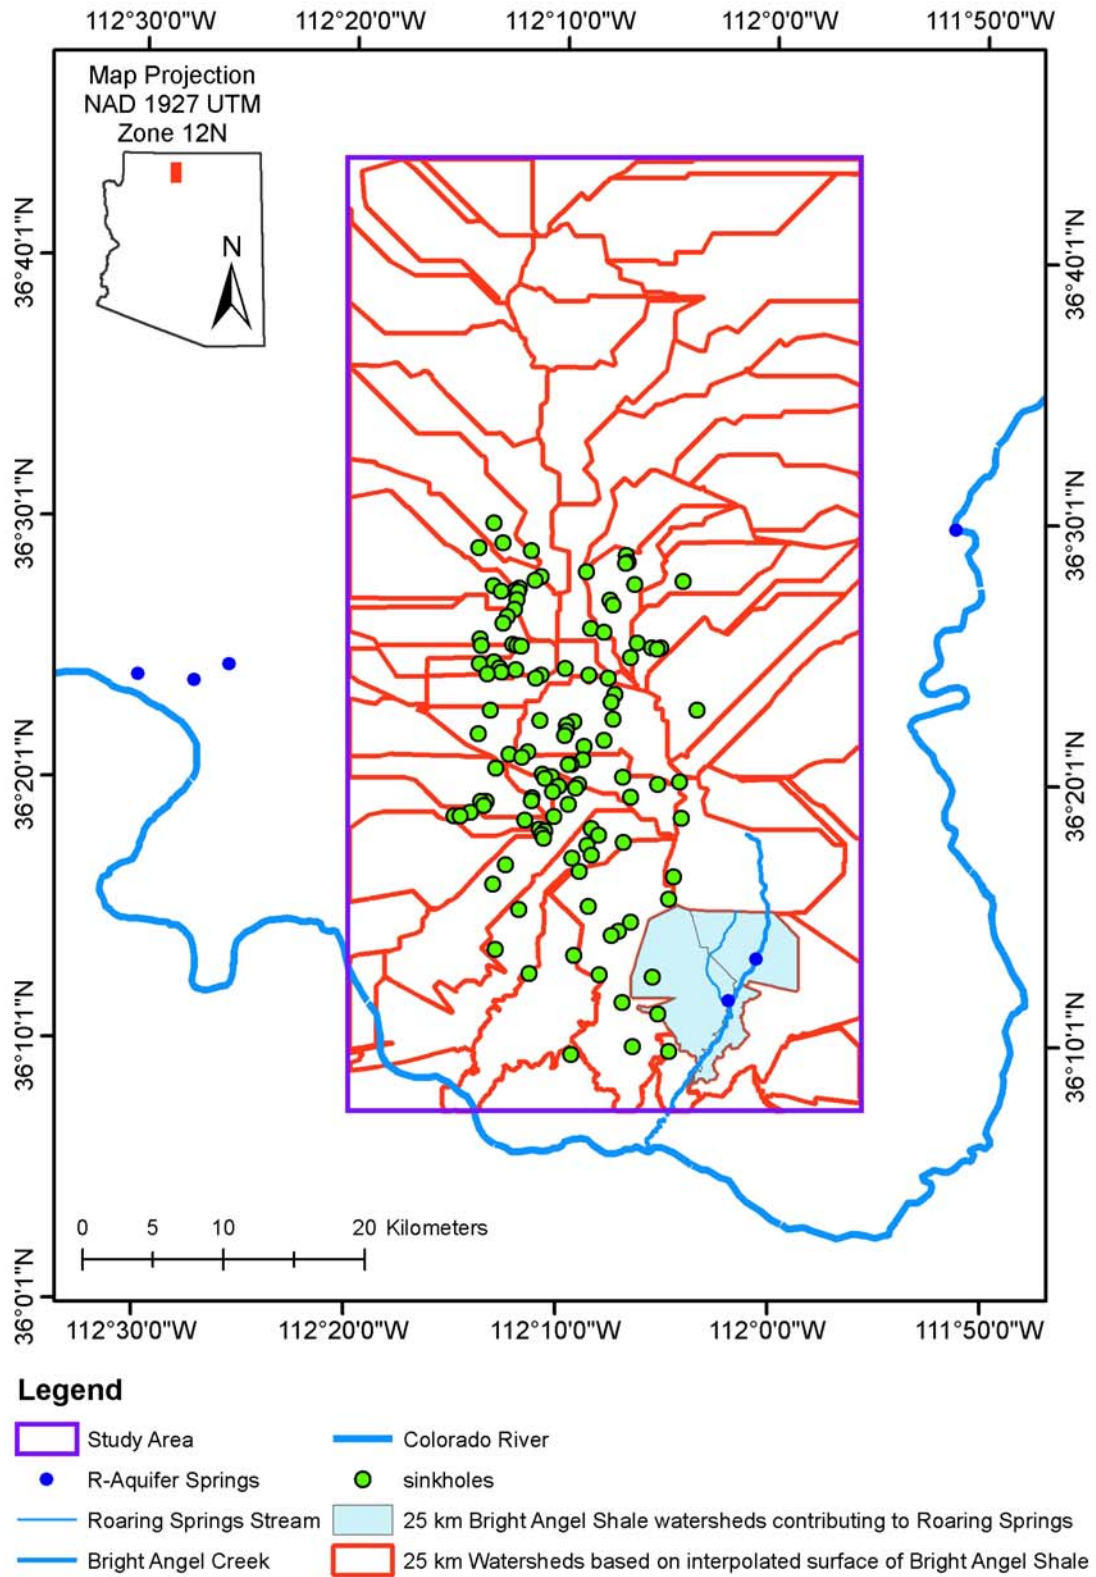 112°30'0"W 112°20'0"W 112°10'0"W 112°0'0"W 111°50'0"W
Map Projection
NAD 1927 UTM
Zone 12N
N
36°40'1"N
36°40'1"N
36°30'1"N
36°30'1"N
36°20'1"N
36°20'1"N
36°10'1"N
36°10'1"N
36°0'1"N
0 5 10 20 Kilometers
112°30'0"W 112°20'0"W 112°10'0"W 112°0'0"W 111°50'0"W
Legend
Study Area
Colorado River
R-Aquifer Springs
sinkholes
Roaring Springs Stream
25 km Bright Angel Shale watersheds contributing to Roaring Springs
Bright Angel Creek
25 km Watersheds based on interpolated surface of Bright Angel Shale